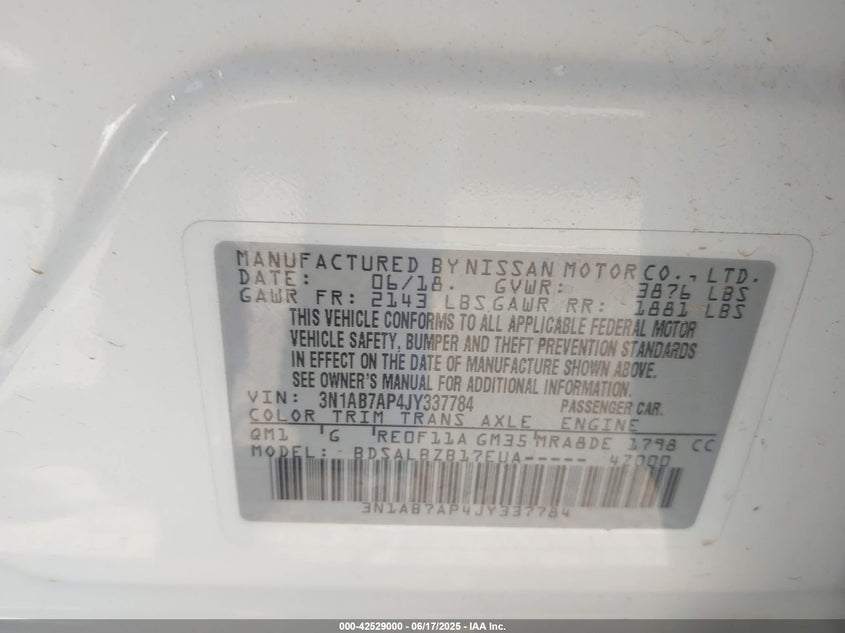 MANUFACTURED BY NISSAN MOTOR CO., LTD.
DATE: 06/18. GVWR: 3876 LBS
GAWR FR: 2143 LBS GAWR RR: 1881 LBS
THIS VEHICLE CONFORMS TO ALL APPLICABLE FEDERAL MOTOR
VEHICLE SAFETY, BUMPER AND THEFT PREVENTION STANDARDS
IN EFFECT ON THE DATE OF MANUFACTURE SHOWN ABOVE.
SEE OWNER'S MANUAL FOR ADDITIONAL INFORMATION.
VIN: 3N1AB7AP4JY337784 PASSENGER CAR.
COLOR TRIM TRANS AXLE ENGINE
QM1 G RE0F11A GM35 MRA8DE 1798 CC
MODEL: BDSALBZB17EUA----- 47000
3N1AB7AP4JY337784
000-42529000 - 06/17/2025 - IAA Inc.